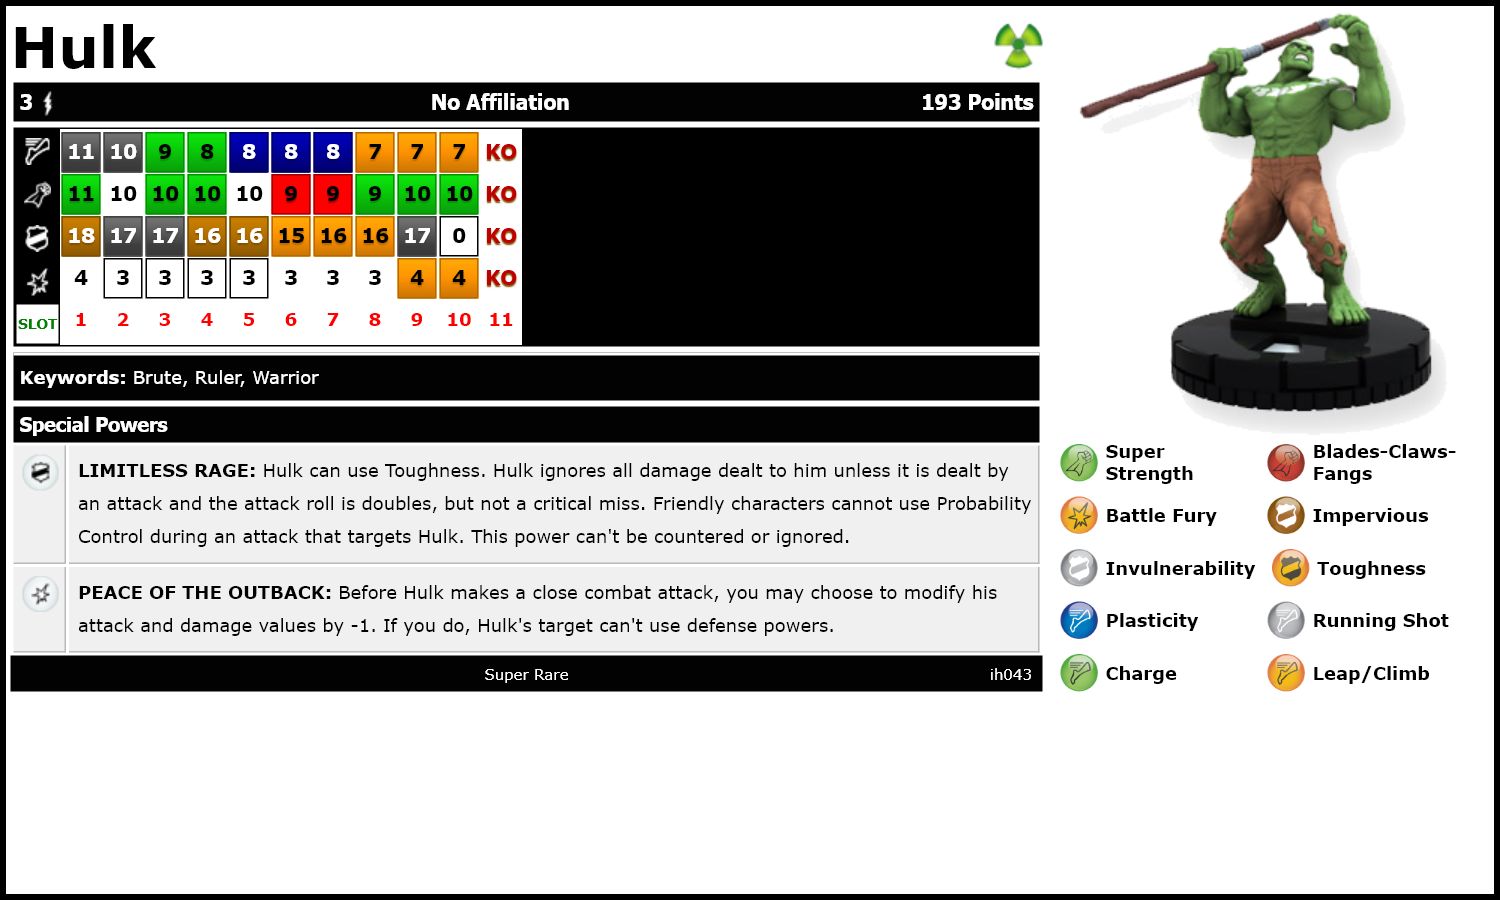 Hulk
3 No Affiliation 193 Points
11 10 9 8 8 8 8 7 7 7 KO
11 10 10 10 10 9 9 9 10 10 KO
18 17 17 16 16 15 16 16 17 0 KO
4 3 3 3 3 3 3 3 4 4 KO
SLOT 1 2 3 4 5 6 7 8 9 10 11
Keywords: Brute, Ruler, Warrior
Special Powers
LIMITLESS RAGE: Hulk can use Toughness. Hulk ignores all damage dealt to him unless it is dealt by
an attack and the attack roll is doubles, but not a critical miss. Friendly characters cannot use Probability
Control during an attack that targets Hulk. This power can't be countered or ignored.
PEACE OF THE OUTBACK: Before Hulk makes a close combat attack, you may choose to modify his
attack and damage values by -1. If you do, Hulk's target can't use defense powers.
Super Rare ih043
Super
Strength
Blades-Claws-
Fangs
Battle Fury
Impervious
Invulnerability
Toughness
Plasticity
Running Shot
Charge
Leap/Climb